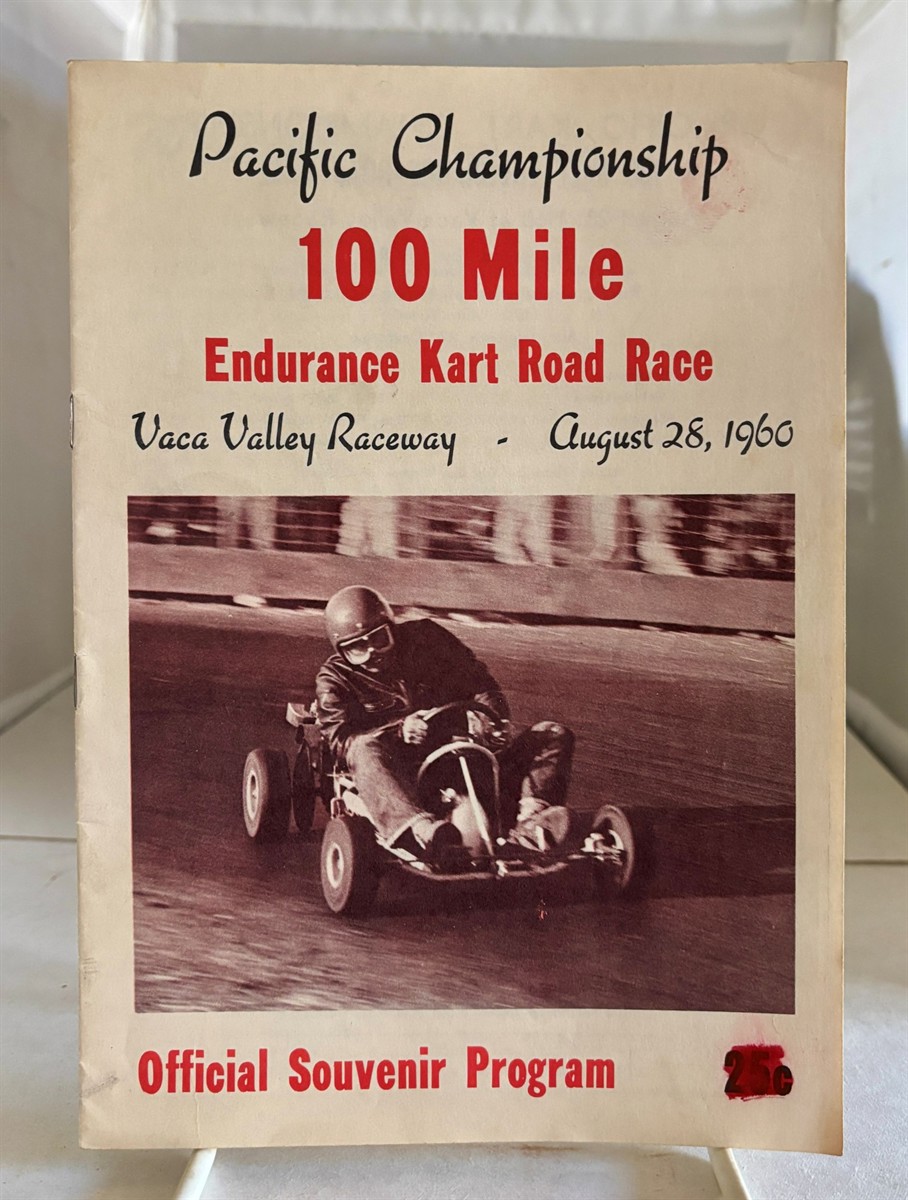 Pacific Championship
100 Mile
Endurance Kart Road Race
Vaca Valley Raceway - August 28, 1960
Official Souvenir Program 25c